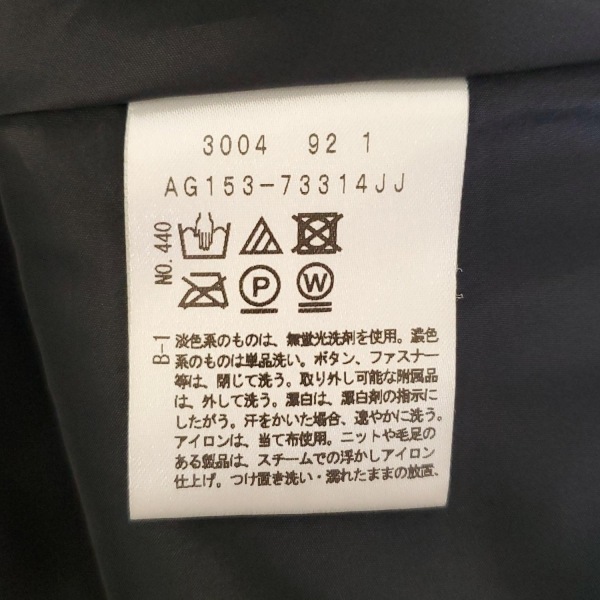 3004 92 1
AG153-73314JJ
NO.440
P
W
B-1
淡色系のものは、無蛍光洗剤を使用。濃色
系のものは単品洗い。ボタン、ファスナー
等は、閉じて洗う。取り外し可能な附属品
は、外して洗う。漂白は、漂白剤の指示に
したがう。汗をかいた場合、速やかに洗う。
アイロンは、当て布使用。ニットや毛足の
ある製品は、スチームでの浮かしアイロン
仕上げ。つけ置き洗い・濡れたままの放置、